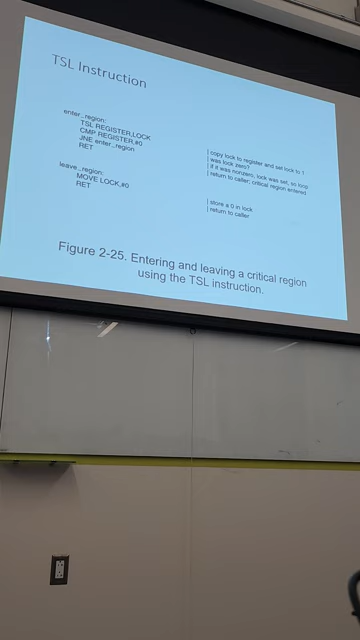 TSL Instruction
enter_region:
TSL REGISTER,LOCK | copy lock to register and set lock to 1
CMP REGISTER,#0 | was lock zero?
JNE enter_region | if it was nonzero, lock was set, so loop
RET | return to caller; critical region entered
leave_region:
MOVE LOCK,#0 | store a 0 in lock
RET | return to caller
Figure 2-25. Entering and leaving a critical region
using the TSL instruction.